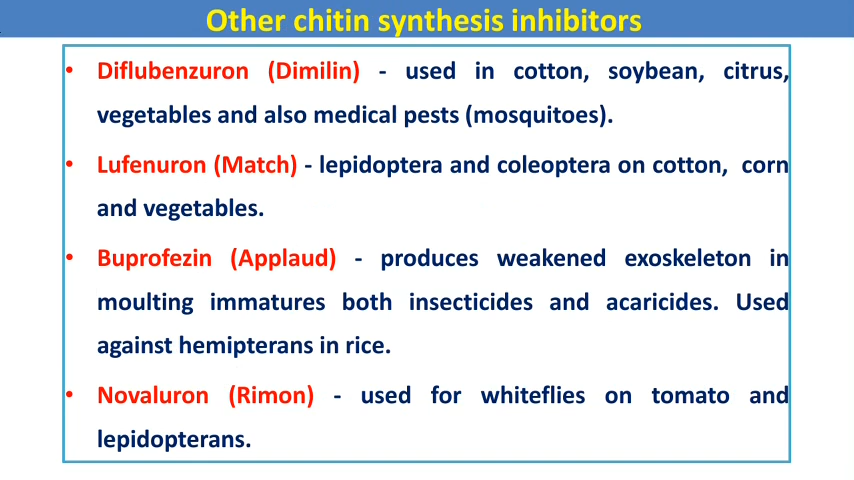 Other chitin synthesis inhibitors
• Diflubenzuron (Dimilin) - used in cotton, soybean, citrus,
vegetables and also medical pests (mosquitoes).
• Lufenuron (Match) - lepidoptera and coleoptera on cotton, corn
and vegetables.
• Buprofezin (Applaud) - produces weakened exoskeleton in
moulting immatures both insecticides and acaricides. Used
against hemipterans in rice.
• Novaluron (Rimon) - used for whiteflies on tomato and
lepidopterans.